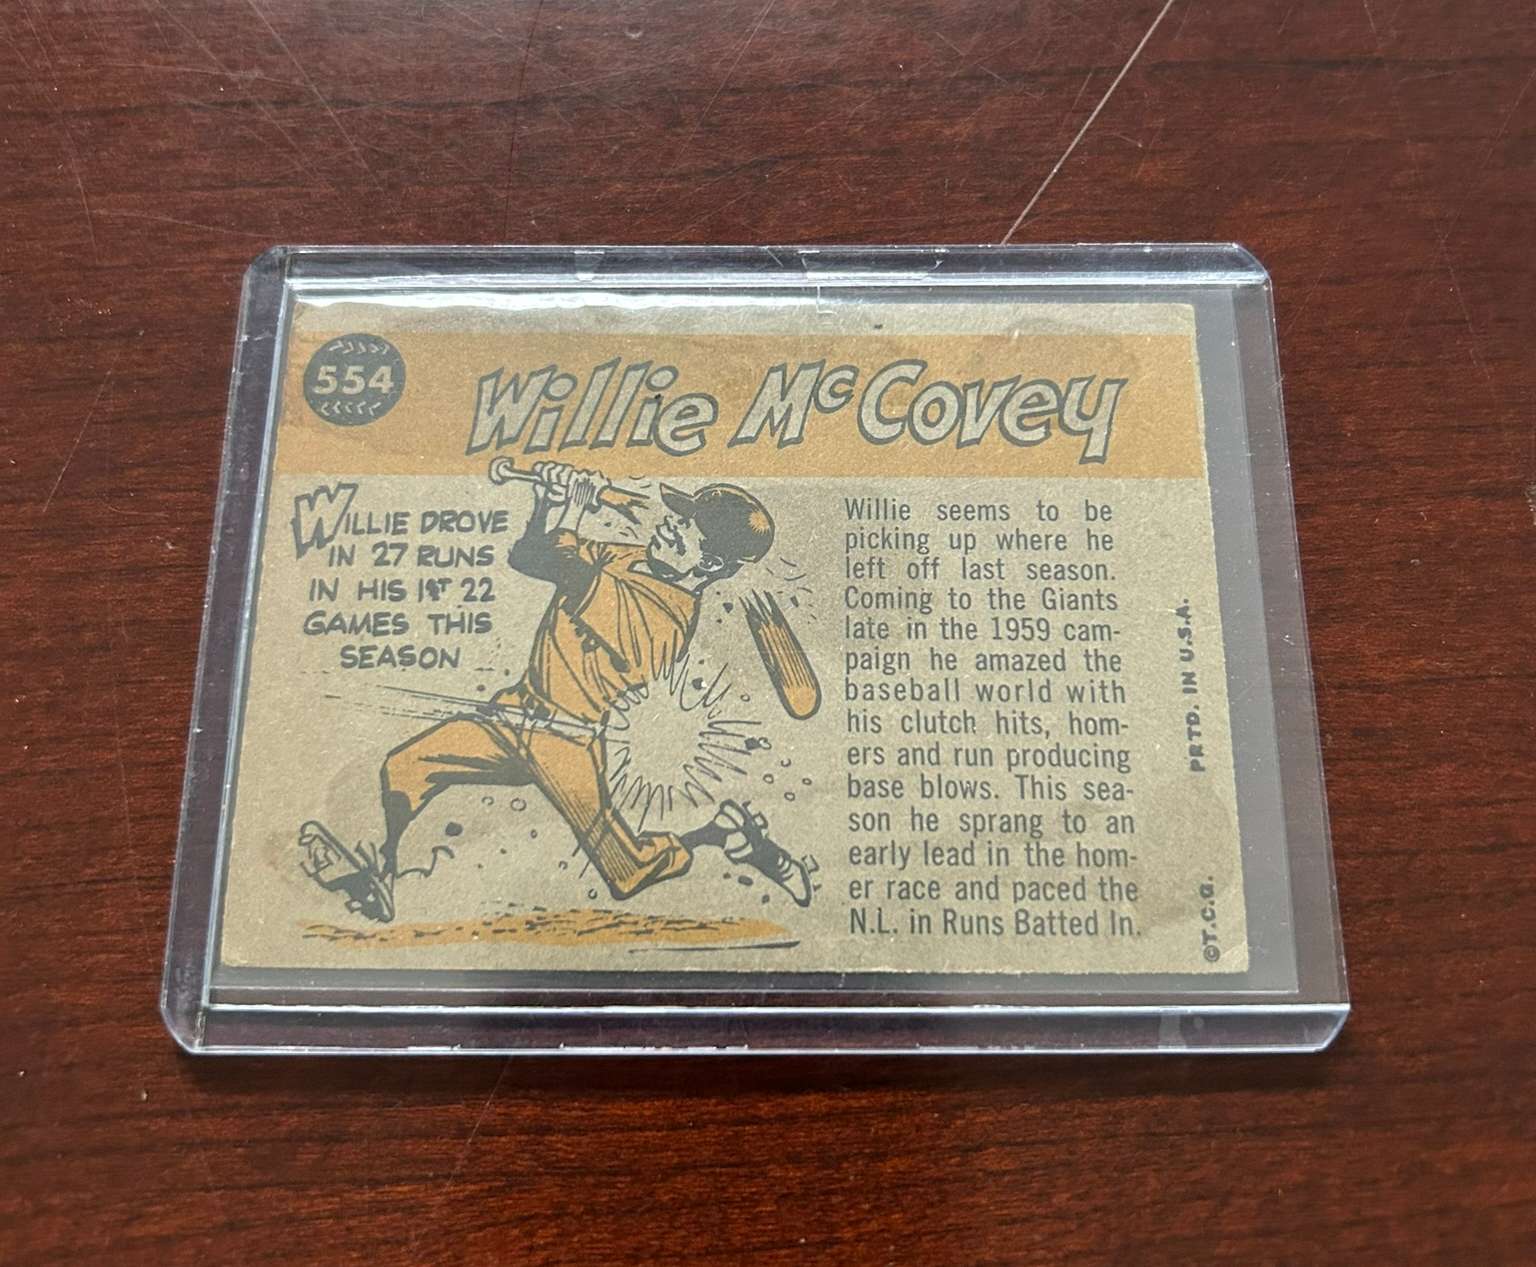 554
Willie McCovey
WILLIE DROVE
IN 27 RUNS
IN HIS 1ST 22
GAMES THIS
SEASON
Willie seems to be
picking up where he
left off last season.
Coming to the Giants
late in the 1959 cam-
paign he amazed the
baseball world with
his clutch hits, hom-
ers and run producing
base blows. This sea-
son he sprang to an
early lead in the hom-
er race and paced the
N.L. in Runs Batted In.
©T.C.G.
PRTD. IN U.S.A.